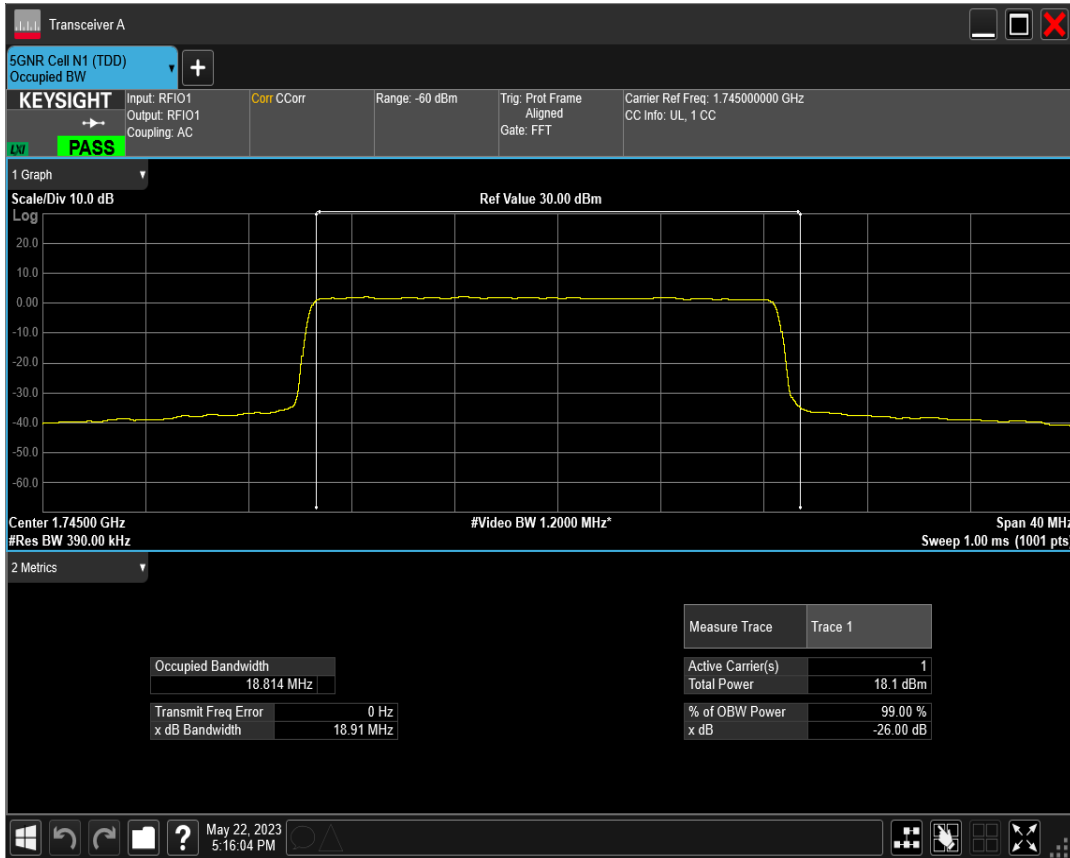 Transceiver A
5GNR Cell N1 (TDD)
Occupied BW
+
KEYSIGHT
LXI
PASS
Input: RFIO1
Output: RFIO1
Coupling: AC
Corr CCorr
Range: -60 dBm
Trig: Prot Frame
Aligned
Gate: FFT
Carrier Ref Freq: 1.745000000 GHz
CC Info: UL, 1 CC
1 Graph
Scale/Div 10.0 dB
Ref Value 30.00 dBm
Log
20.0
10.0
0.00
-10.0
-20.0
-30.0
-40.0
-50.0
-60.0
Center 1.74500 GHz
#Video BW 1.2000 MHz*
Span 40 MHz
#Res BW 390.00 kHz
Sweep 1.00 ms (1001 pts)
2 Metrics
Measure Trace Trace 1
Occupied Bandwidth
18.814 MHz
Active Carrier(s) 1
Total Power 18.1 dBm
Transmit Freq Error 0 Hz
x dB Bandwidth 18.91 MHz
% of OBW Power 99.00 %
x dB -26.00 dB
?
May 22, 2023
5:16:04 PM